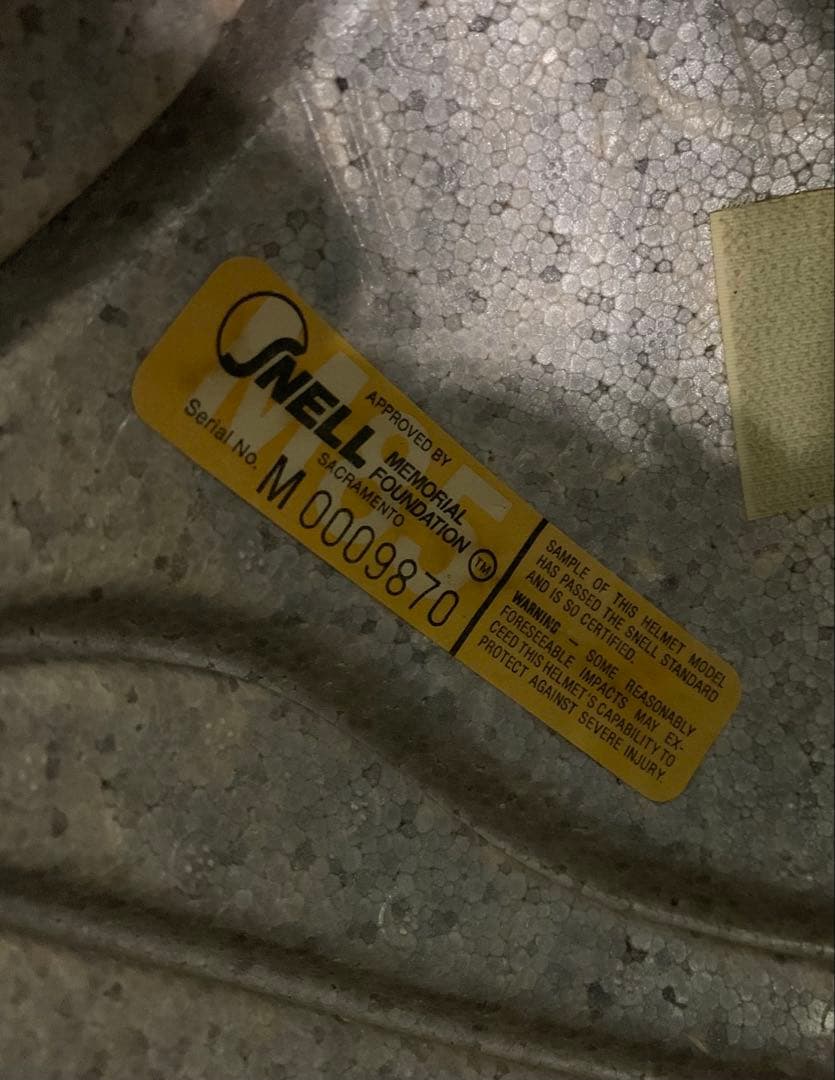 M95
SNELL
APPROVED BY
MEMORIAL
FOUNDATION TM
SACRAMENTO
Serial No. M 0009870
SAMPLE OF THIS HELMET MODEL
HAS PASSED THE SNELL STANDARD
AND IS SO CERTIFIED.
WARNING – SOME REASONABLY
FORESEEABLE IMPACTS MAY EX-
CEED THIS HELMET'S CAPABILITY TO
PROTECT AGAINST SEVERE INJURY.